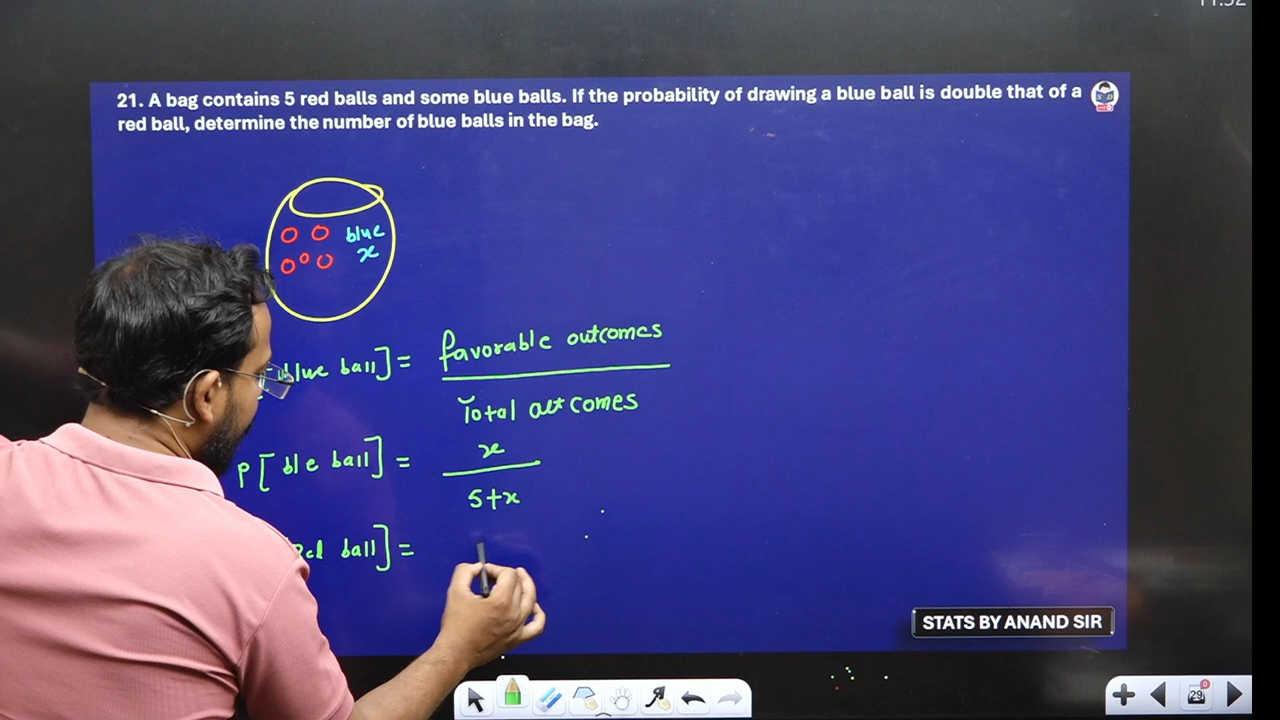 21. A bag contains 5 red balls and some blue balls. If the probability of drawing a blue ball is double that of a
red ball, determine the number of blue balls in the bag.
blue
x
blue ball] = favorable outcomes
Total outcomes
P[ ble ball] = x
5+x
ball] =
STATS BY ANAND SIR
29